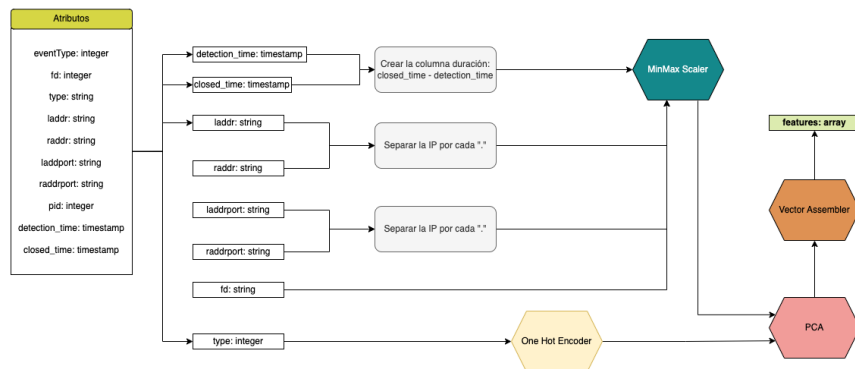 Atributos
eventType: integer
fd: integer
type: string
laddr: string
raddr: string
laddport: string
raddrport: string
pid: integer
detection_time: timestamp
closed_time: timestamp
detection_time: timestamp
closed_time: timestamp
Crear la columna duración:
closed_time - detection_time
MinMax Scaler
laddr: string
raddr: string
Separar la IP por cada "."
features: array
laddrport: string
raddrport: string
Separar la IP por cada "."
Vector Assembler
fd: string
type: integer
One Hot Encoder
PCA